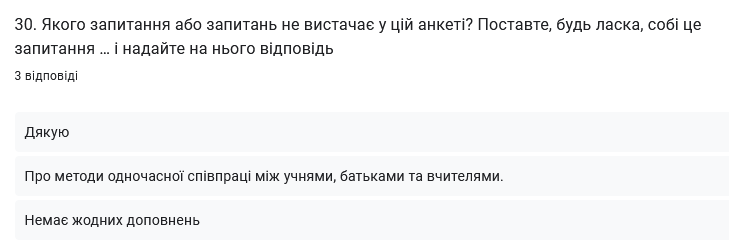 30. Якого запитання або запитань не вистачає у цій анкеті? Поставте, будь ласка, собі це
запитання ... і надайте на нього відповідь
3 відповіді
Дякую
Про методи одночасної співпраці між учнями, батьками та вчителями.
Немає жодних доповнень